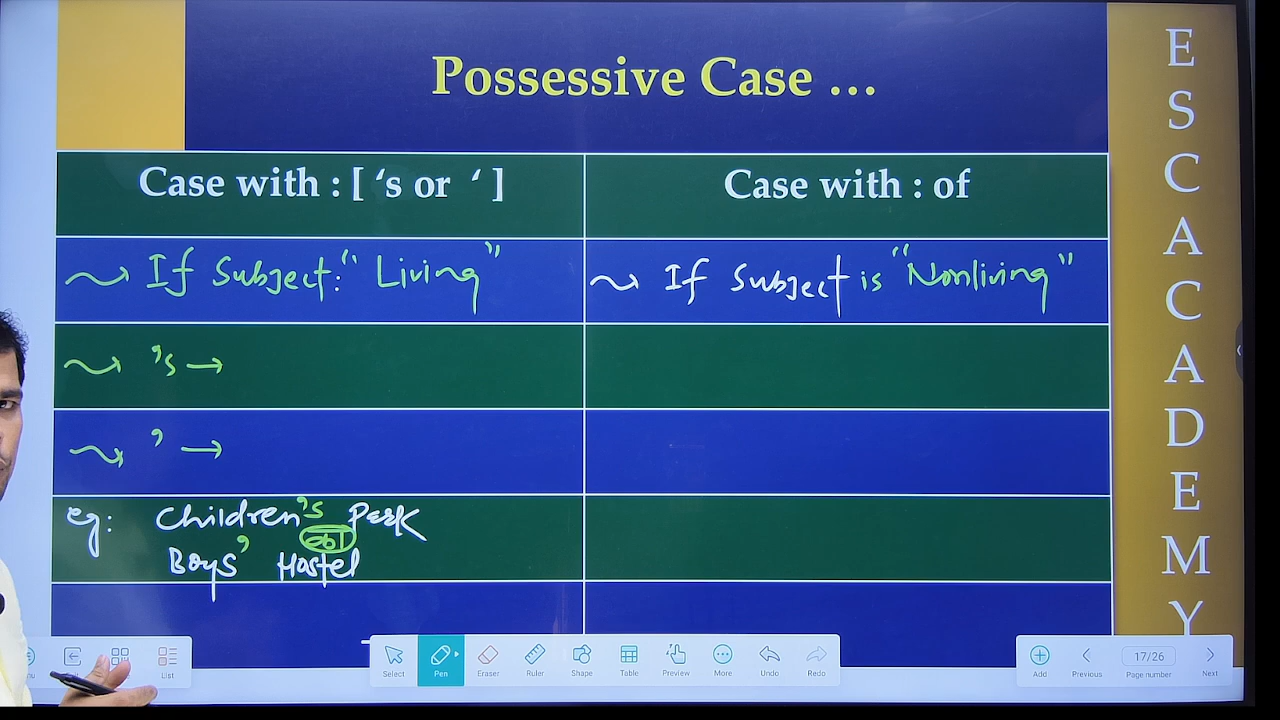 Possessive Case ...
Case with : [ ‘s or ‘ ]
Case with : of
If Subject: " Living "
If Subject is "Nonliving"
's →
' →
eg: Children's Park
Boys' Hostel
ESCACADEMY
Select
Pen
Eraser
Ruler
Shape
Table
Preview
More
Undo
Redo
List
Add
Previous
17/26
Page number
Next